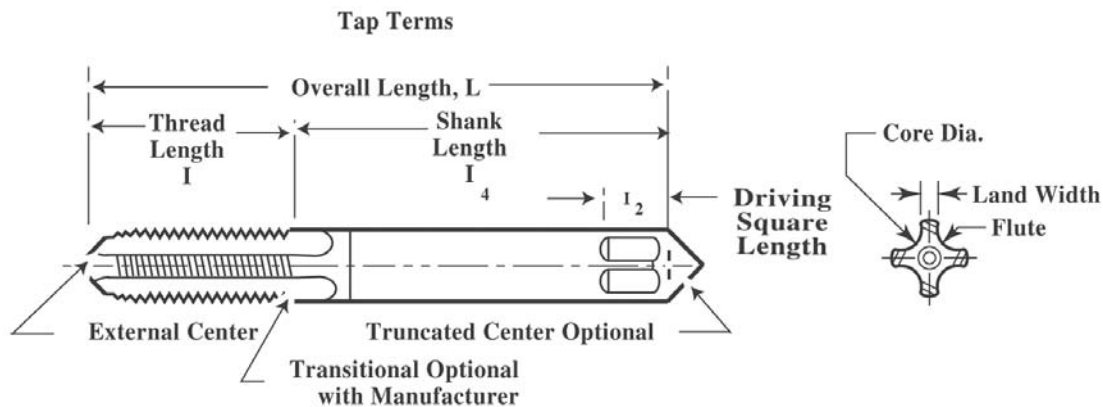 Tap Terms
Overall Length, L
Thread
Length
I
Shank
Length
I
4
I 2
Driving
Square
Length
Core Dia.
Land Width
Flute
External Center
Truncated Center Optional
Transitional Optional
with Manufacturer